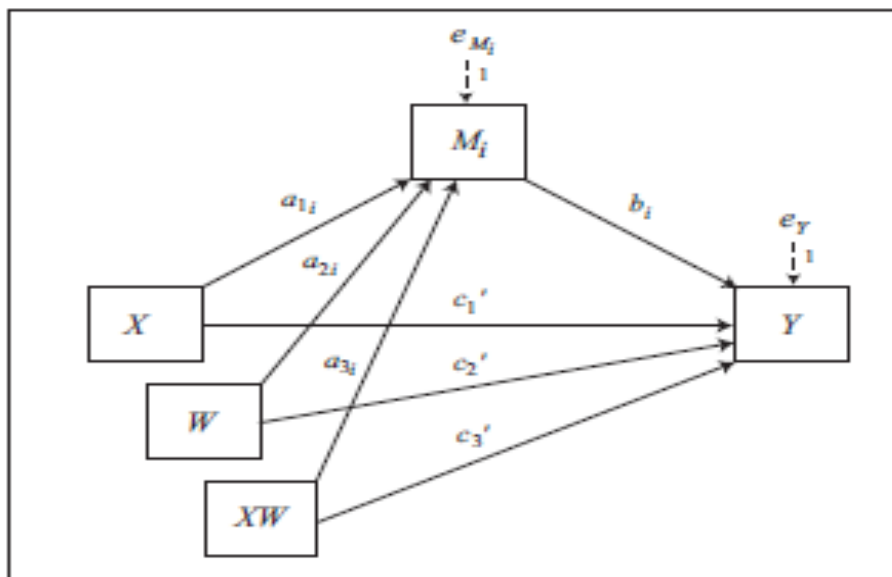 e_{M_i}
1
M_i
a_{1i}
b_i
e_Y
1
a_{2i}
X
c_1'
Y
a_{3i}
c_2'
W
c_3'
XW